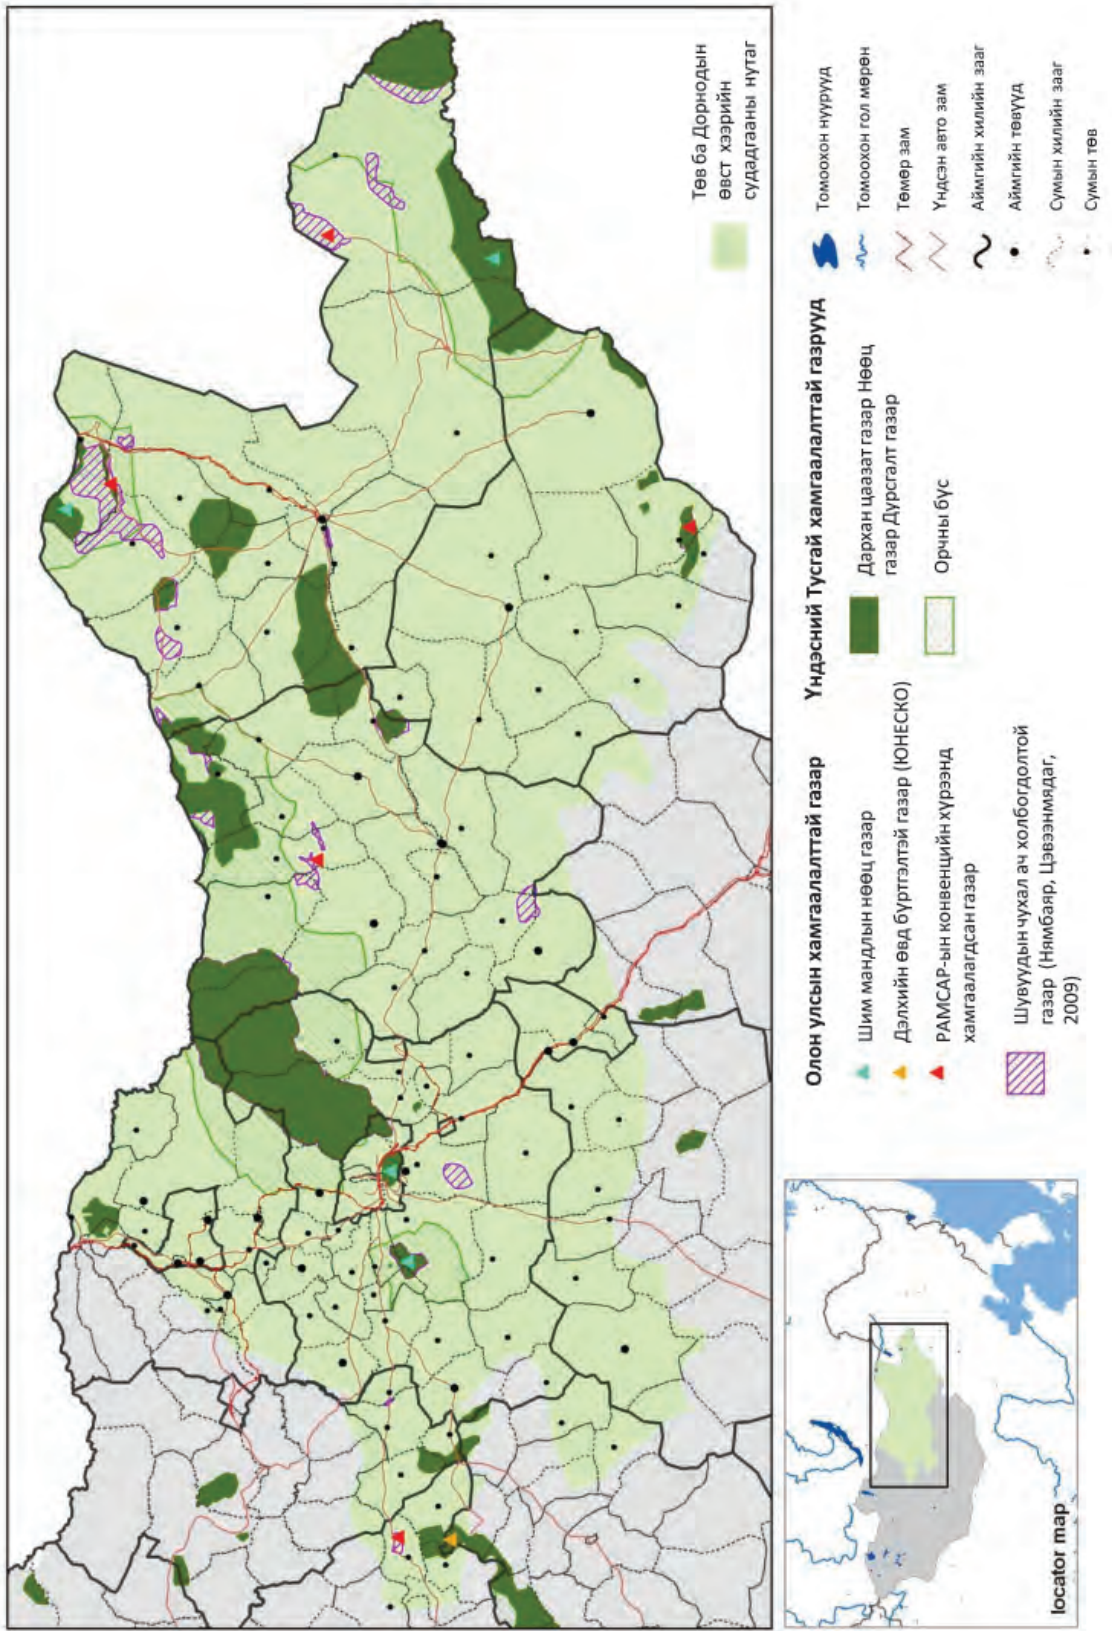 Төв ба Дорнодын
өвст хээрийн
судадгааны нутаг
Олон улсын хамгаалалттай газар
Шим мандлын нөөц газар
Дэлхийн өвд бүртгэлтэй газар (ЮНЕСКО)
РАМСАР-ын конвенцийн хүрээнд
хамгаалагдсан газар
Шувуудын чухал ач холбогдолтой
газар (Нямбаяр, Цэвээнмядаг,
2009)
Үндэсний Тусгай хамгаалалттай газрууд
Дархан цаазат газар Нөөц
газар Дурсгалт газар
Орчны бүс
Томоохон нуурууд
Томоохон гол мөрөн
Төмөр зам
Үндсэн авто зам
Аймгийн хилийн зааг
Аймгийн төвүүд
Сумын хилийн зааг
Сумын төв
locator map